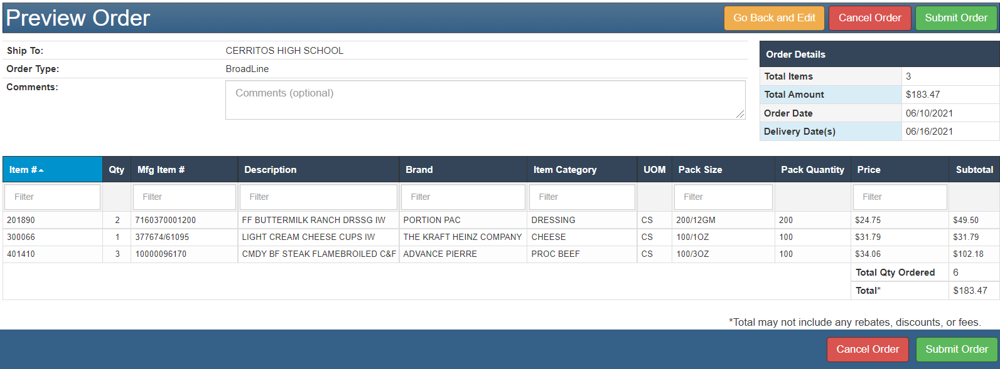 Preview Order
Go Back and Edit Cancel Order Submit Order
Ship To: CERRITOS HIGH SCHOOL
Order Type: BroadLine
Comments: Comments (optional)
Order Details
Total Items 3
Total Amount $183.47
Order Date 06/10/2021
Delivery Date(s) 06/16/2021
Item # Qty Mfg Item # Description Brand Item Category UOM Pack Size Pack Quantity Price Subtotal
Filter Filter Filter Filter Filter Filter Filter
201890 2 7160370001200 FF BUTTERMILK RANCH DRSSG IW PORTION PAC DRESSING CS 200/12GM 200 $24.75 $49.50
300066 1 377674/61095 LIGHT CREAM CHEESE CUPS IW THE KRAFT HEINZ COMPANY CHEESE CS 100/1OZ 100 $31.79 $31.79
401410 3 10000096170 CMDY BF STEAK FLAMEBROILED C&F ADVANCE PIERRE PROC BEEF CS 100/3OZ 100 $34.06 $102.18
Total Qty Ordered 6
Total* $183.47
*Total may not include any rebates, discounts, or fees.
Cancel Order Submit Order